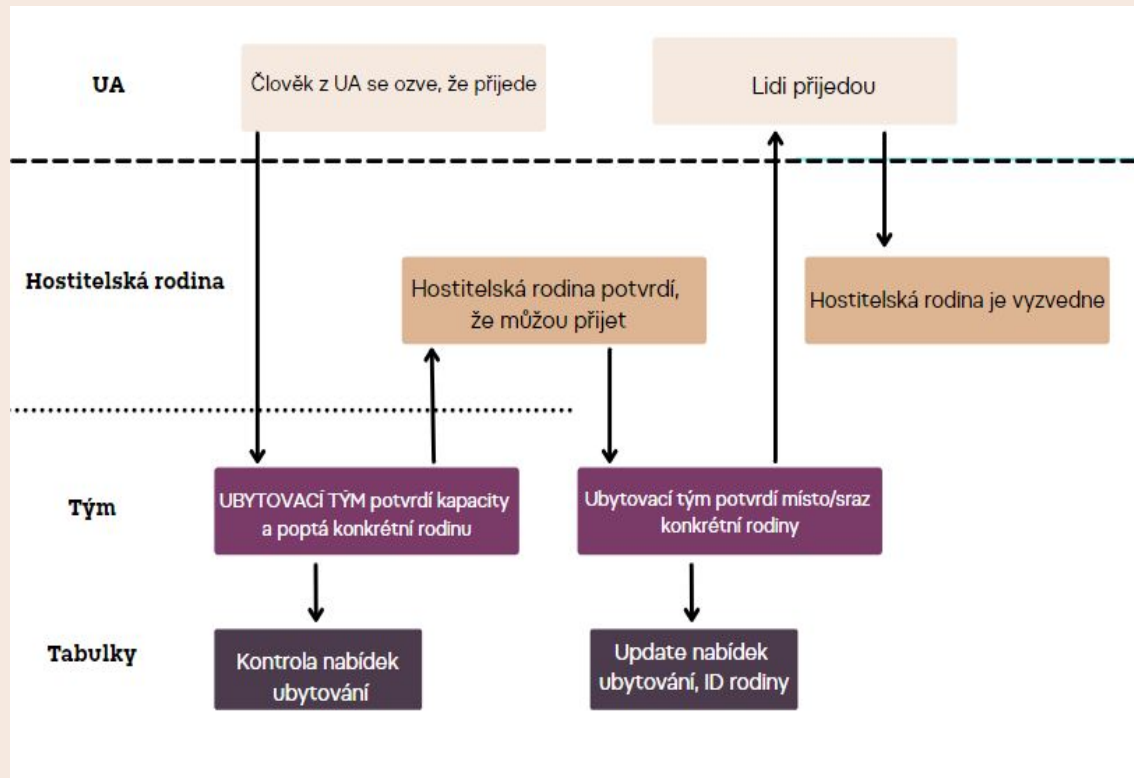 UA
Člověk z UA se ozve, že přijede
Lidi přijedou
Hostitelská rodina
Hostitelská rodina potvrdí,
že můžou přijet
Hostitelská rodina je vyzvedne
Tým
UBYTOVACÍ TÝM potvrdí kapacity
a poptá konkrétní rodinu
Ubytovací tým potvrdí místo/sraz
konkrétní rodiny
Tabulky
Kontrola nabídek
ubytování
Update nabídek
ubytování, ID rodiny